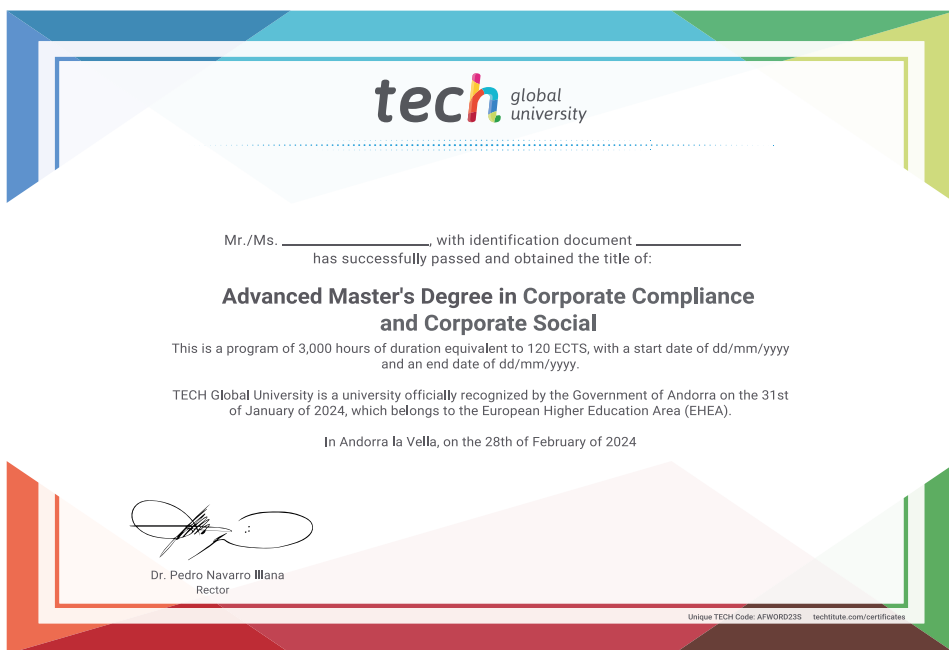 tech global
university
Mr./Ms. ____________________, with identification document ______________
has successfully passed and obtained the title of:
Advanced Master's Degree in Corporate Compliance
and Corporate Social
This is a program of 3,000 hours of duration equivalent to 120 ECTS, with a start date of dd/mm/yyyy
and an end date of dd/mm/yyyy.
TECH Global University is a university officially recognized by the Government of Andorra on the 31st
of January of 2024, which belongs to the European Higher Education Area (EHEA).
In Andorra la Vella, on the 28th of February of 2024
Dr. Pedro Navarro Illana
Rector
Unique TECH Code: AFWORD23S techtitute.com/certificates